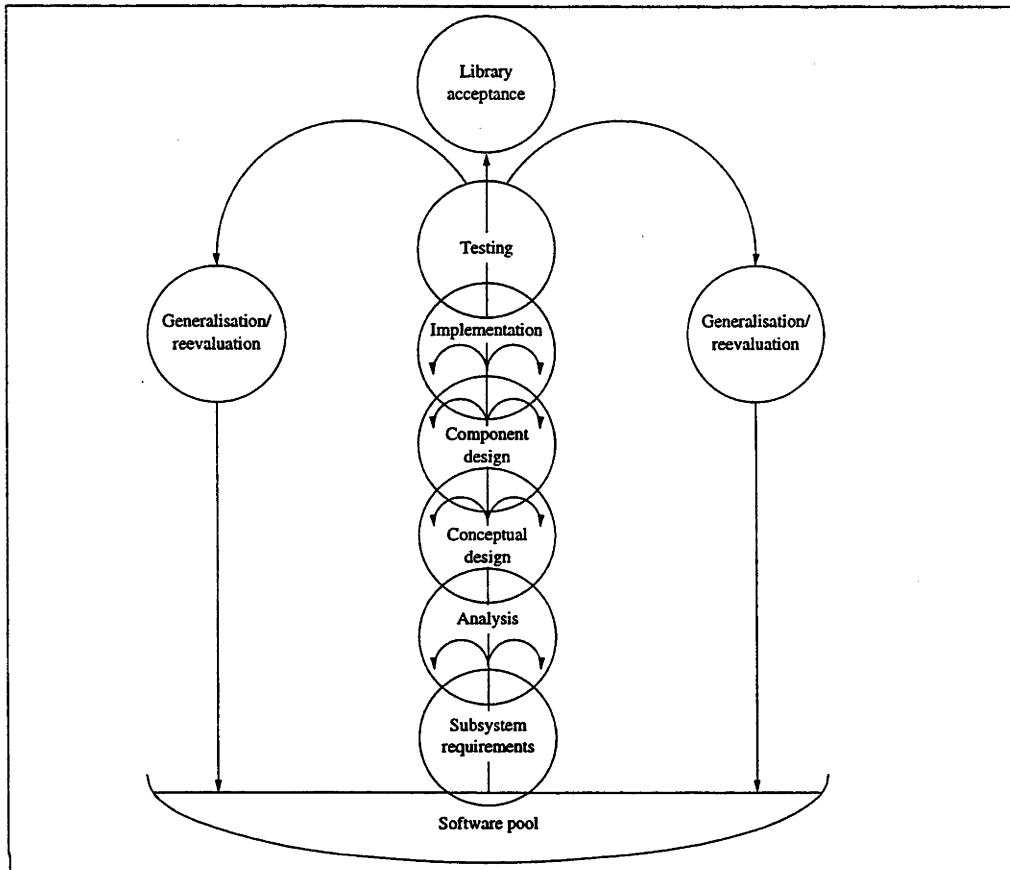 Library
acceptance
Testing
Generalisation/
reevaluation
Generalisation/
reevaluation
Implementation
Component
design
Conceptual
design
Analysis
Subsystem
requirements
Software pool